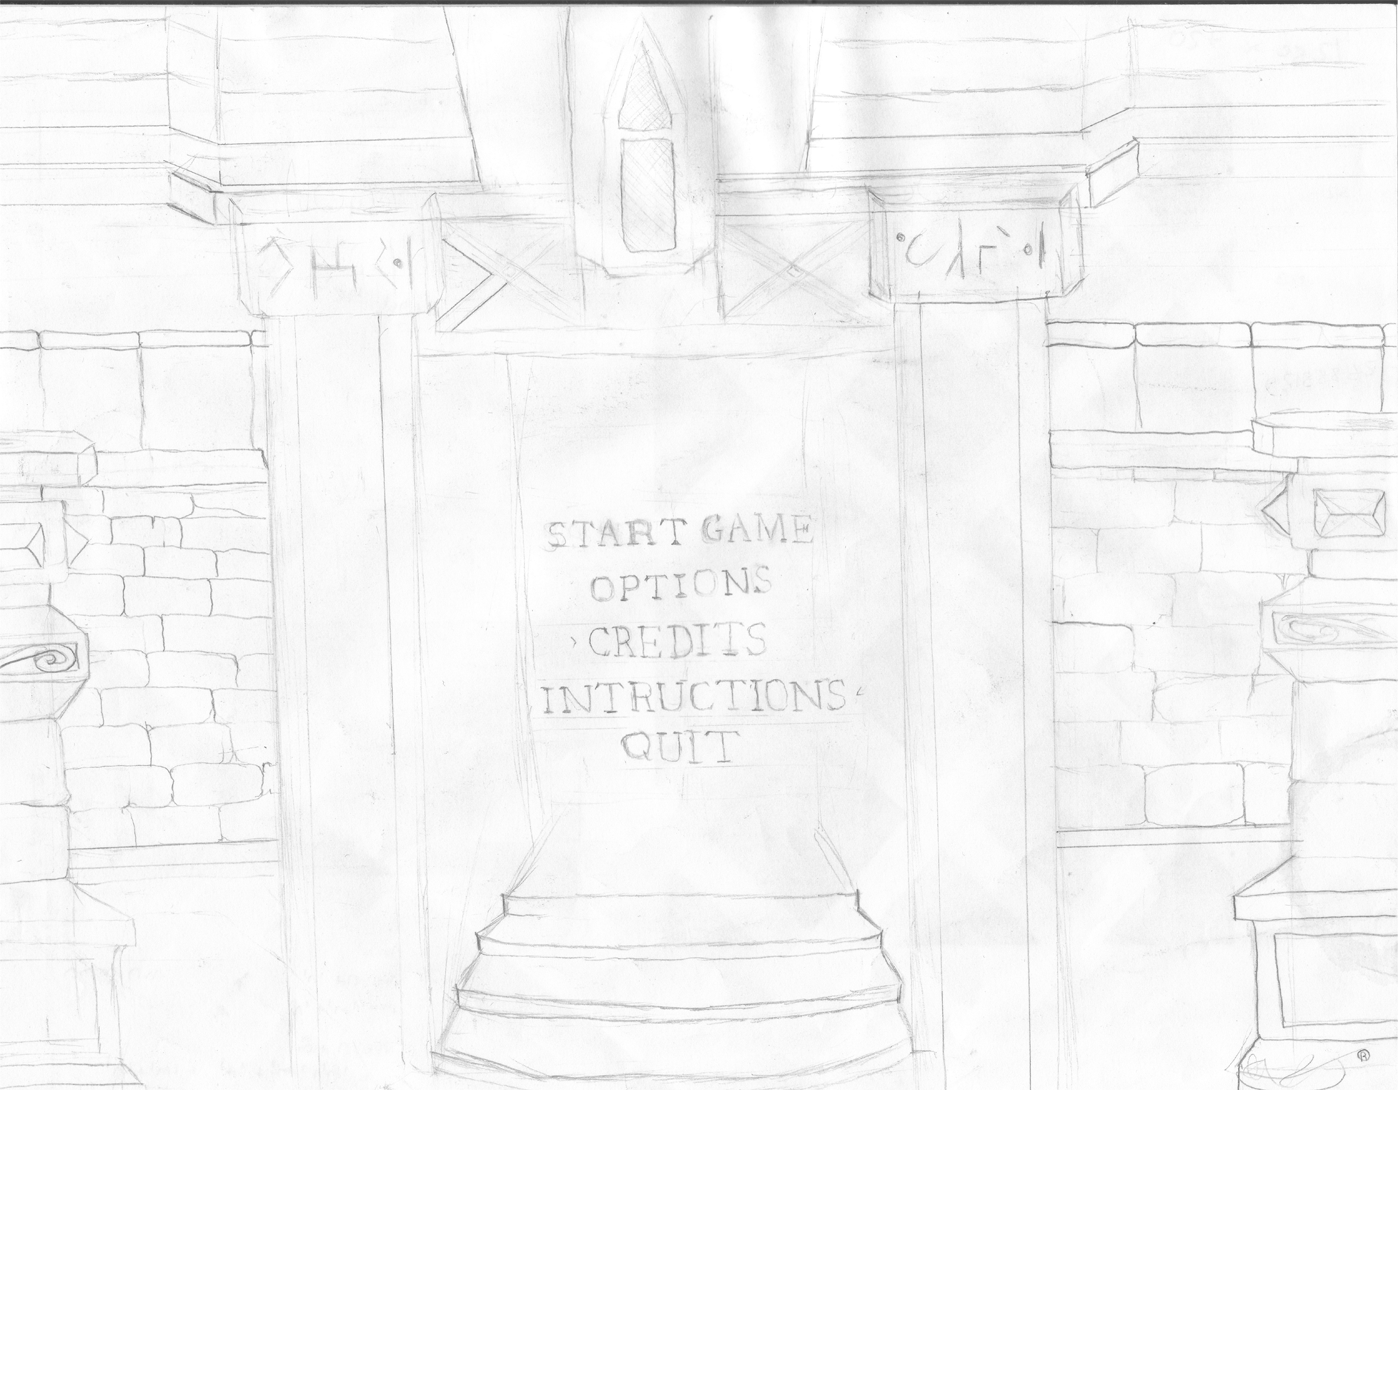 START GAME
OPTIONS
› CREDITS
INTRUCTIONS ‹
QUIT
®